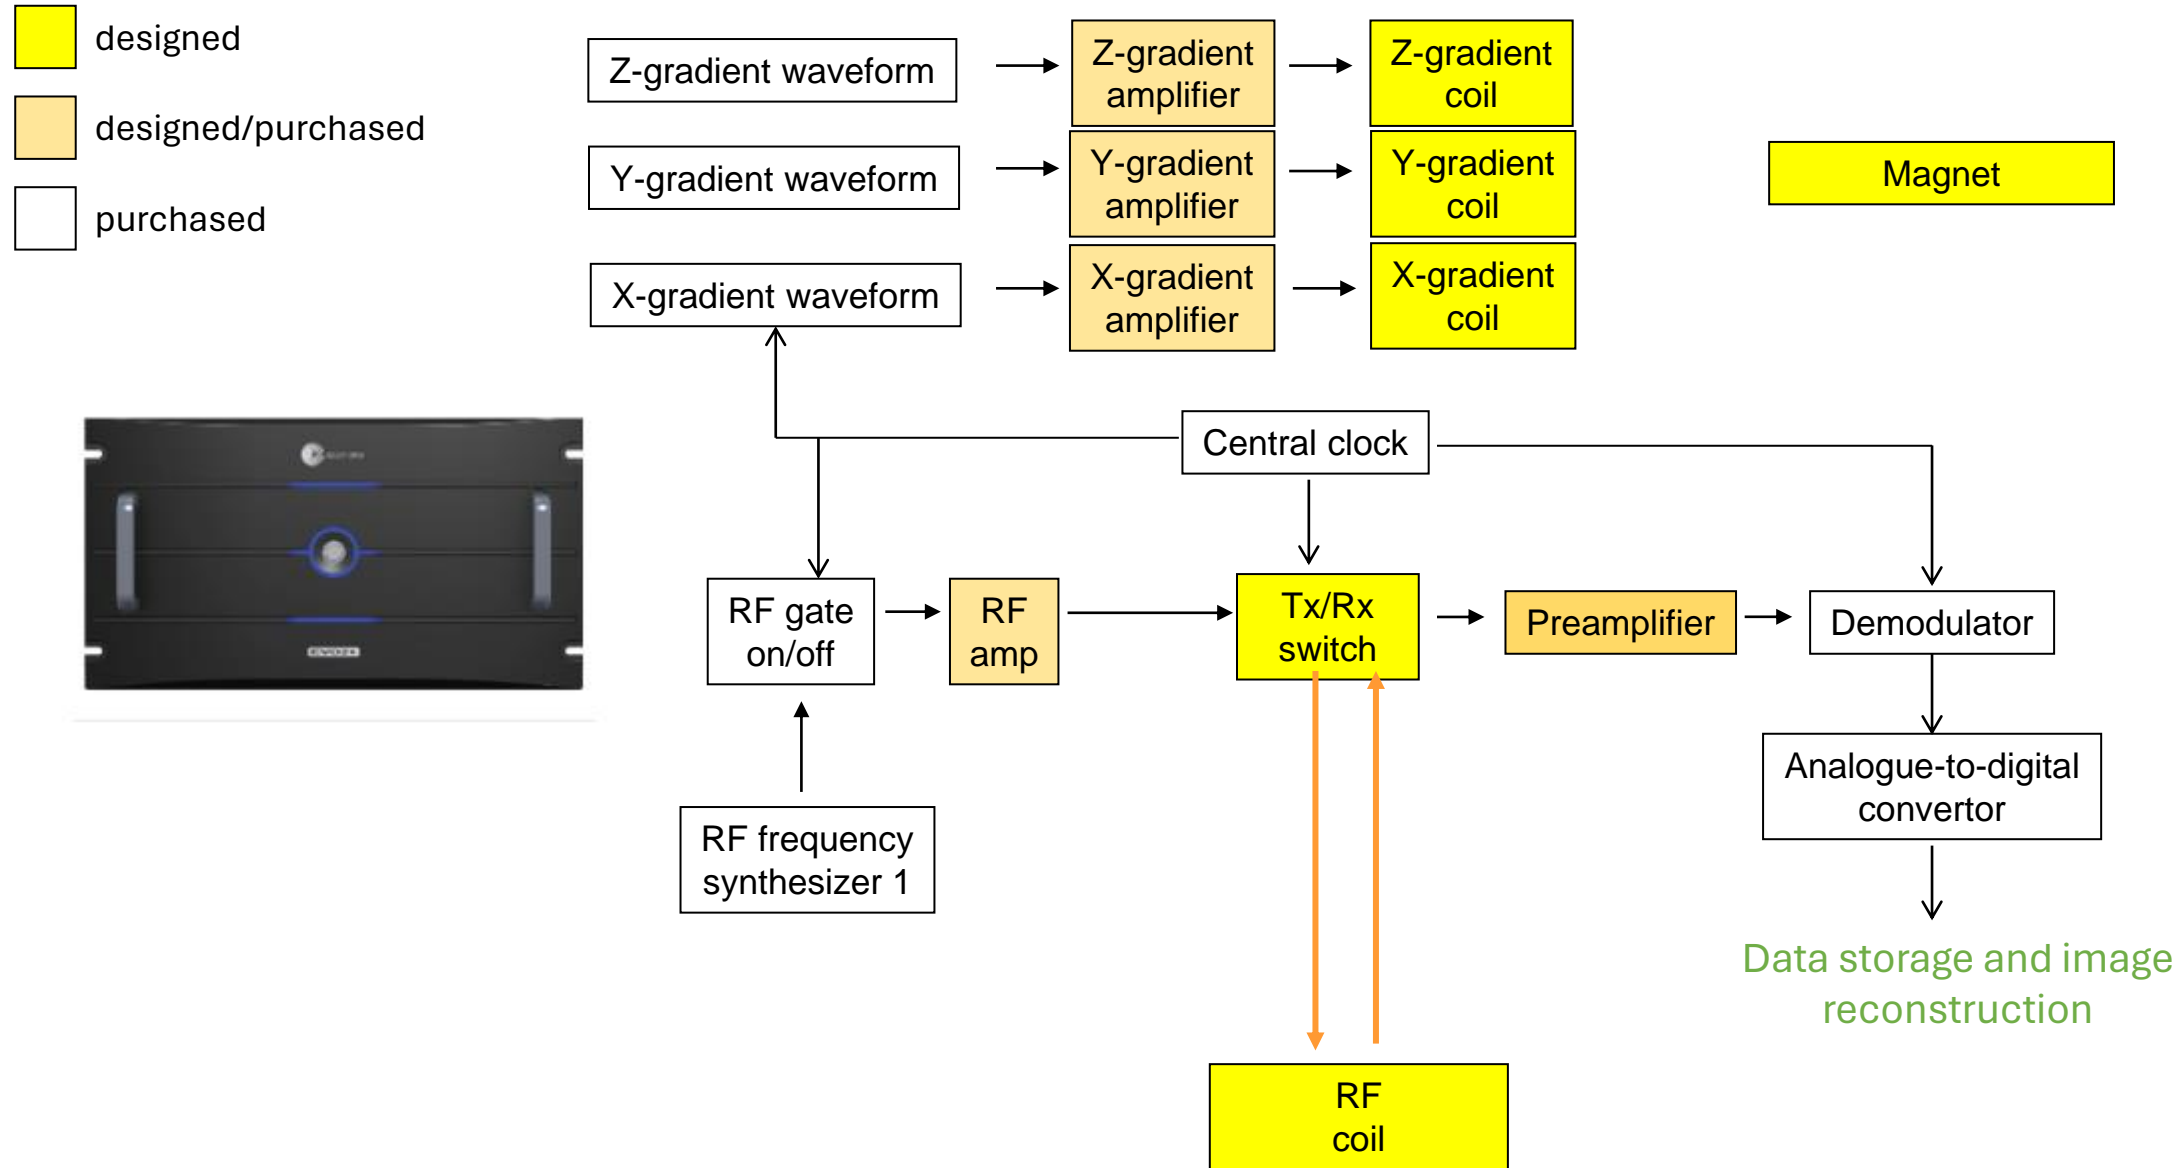 designed
designed/purchased
purchased
Z-gradient waveform
Z-gradient
amplifier
Z-gradient
coil
Y-gradient waveform
Y-gradient
amplifier
Y-gradient
coil
Magnet
X-gradient waveform
X-gradient
amplifier
X-gradient
coil
Central clock
RF gate
on/off
RF
amp
Tx/Rx
switch
Preamplifier
Demodulator
RF frequency
synthesizer 1
Analogue-to-digital
convertor
Data storage and image
reconstruction
RF
coil